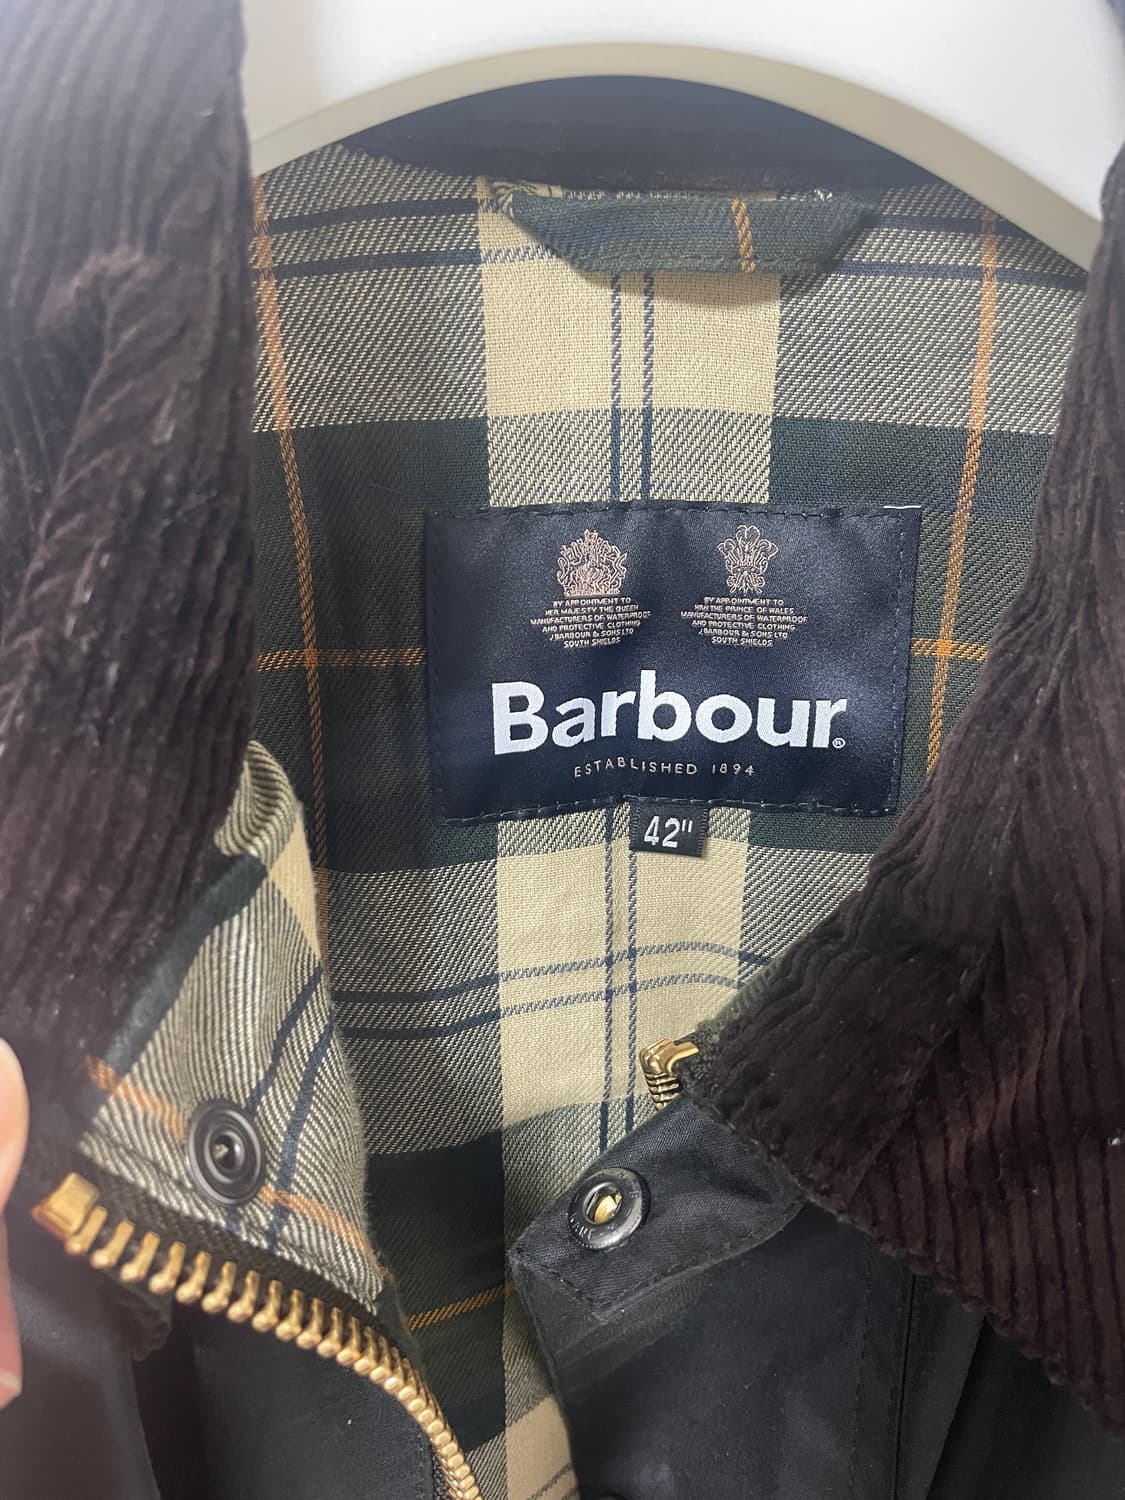 BY APPOINTMENT TO
HER MAJESTY THE QUEEN
MANUFACTURERS OF WATERPROOF
AND PROTECTIVE CLOTHING
J BARBOUR & SONS LTD
SOUTH SHIELDS
BY APPOINTMENT TO
HRH THE PRINCE OF WALES
MANUFACTURERS OF WATERPROOF
AND PROTECTIVE CLOTHING
J BARBOUR & SONS LTD
SOUTH SHIELDS
Barbour®
ESTABLISHED 1894
42"